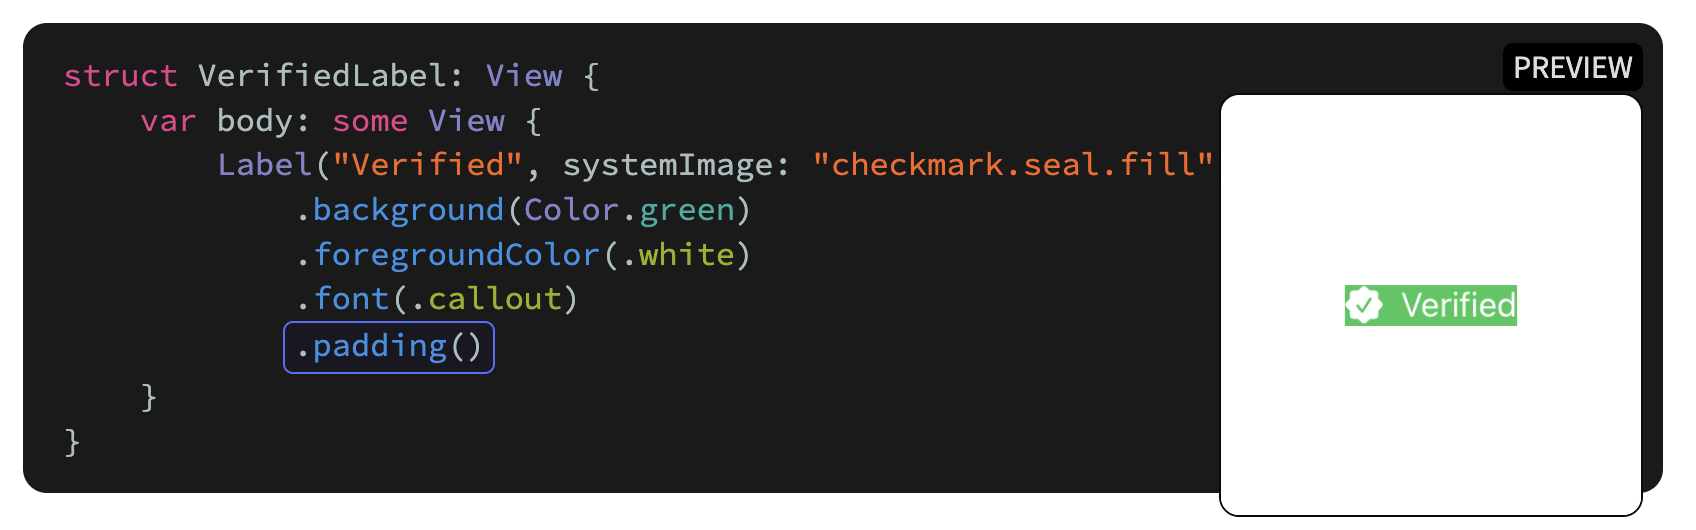 struct VerifiedLabel: View {
PREVIEW
var body: some View {
Label("Verified", systemImage: "checkmark.seal.fill"
.background(Color.green)
.foregroundColor(.white)
.font(.callout)
Verified
.padding()
}
}